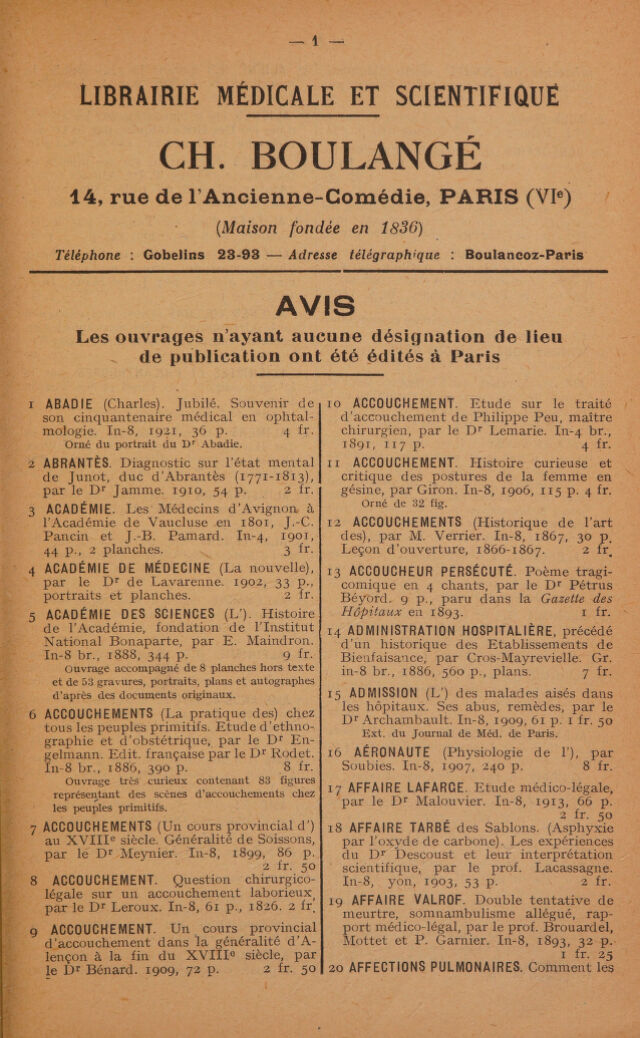 — 1 —
LIBRAIRIE MÉDICALE ET SCIENTIFIQUE
CH. BOULANGÉ
14, rue de l'Ancienne-Comédie, PARIS (VIe)
(Maison fondée en 1836)
Téléphone : Gobelins 23-93 — Adresse télégraphique : Boulancoz-Paris
AVIS
Les ouvrages n'ayant aucune désignation de lieu
de publication ont été édités à Paris
1 ABADIE (Charles). Jubilé. Souvenir de
son cinquantenaire médical en ophtal-
mologie. In-8, 1921, 36 p. 4 fr.
Orné du portrait du Dr Abadie.
2 ABRANTÈS. Diagnostic sur l'état mental
de Junot, duc d'Abrantès (1771-1813),
par le Dr Jamme. 1910, 54 p. 2 fr.
3 ACADÉMIE. Les Médecins d'Avignon à
l'Académie de Vaucluse en 1801, J.-C.
Pancin et J.-B. Pamard. In-4, 1901,
44 p., 2 planches. 3 fr.
4 ACADÉMIE DE MÉDECINE (La nouvelle),
par le Dr de Lavarenne. 1902, 33 p.,
portraits et planches. 2 fr.
5 ACADÉMIE DES SCIENCES (L'). Histoire
de l'Académie, fondation de l'Institut
National Bonaparte, par E. Maindron.
In-8 br., 1888, 344 p. 9 fr.
Ouvrage accompagné de 8 planches hors texte
et de 53 gravures, portraits, plans et autographes
d'après des documents originaux.
6 ACCOUCHEMENTS (La pratique des) chez
tous les peuples primitifs. Etude d'ethno-
graphie et d'obstétrique, par le Dr En-
gelmann. Edit. française par le Dr Rodet.
In-8 br., 1886, 390 p. 8 fr.
Ouvrage très curieux contenant 83 figures
représentant des scènes d'accouchements chez
les peuples primitifs.
7 ACCOUCHEMENTS (Un cours provincial d')
au XVIIIe siècle. Généralité de Soissons,
par le Dr Meynier. In-8, 1899, 86 p.
2 fr. 50
8 ACCOUCHEMENT. Question chirurgico-
légale sur un accouchement laborieux
par le Dr Leroux. In-8, 61 p., 1826. 2 fr.
9 ACCOUCHEMENT. Un cours provincial
d'accouchement dans la généralité d'A-
lençon à la fin du XVIIIe siècle, par
le Dr Bénard. 1909, 72 p. 2 fr. 50
10 ACCOUCHEMENT. Etude sur le traité
d'accouchement de Philippe Peu, maître
chirurgien, par le Dr Lemarie. In-4 br.,
1891, 117 p. 4 fr.
11 ACCOUCHEMENT. Histoire curieuse et
critique des postures de la femme en
gésine, par Giron. In-8, 1906, 115 p. 4 fr.
Orné de 32 fig.
12 ACCOUCHEMENTS (Historique de l'art
des), par M. Verrier. In-8, 1867, 30 p.
Leçon d'ouverture, 1866-1867. 2 fr.
13 ACCOUCHEUR PERSÉCUTÉ. Poème tragi-
comique en 4 chants, par le Dr Pétrus
Béyord. 9 p., paru dans la Gazette des
Hôpitaux en 1893. 1 fr.
14 ADMINISTRATION HOSPITALIÈRE, précédé
d'un historique des Etablissements de
Bienfaisance, par Cros-Mayrevielle. Gr.
in-8 br., 1886, 560 p., plans. 7 fr.
15 ADMISSION (L') des malades aisés dans
les hôpitaux. Ses abus, remèdes, par le
Dr Archambault. In-8, 1909, 61 p. 1 fr. 50
Ext. du Journal de Méd. de Paris.
16 AÉRONAUTE (Physiologie de l'), par
Soubies. In-8, 1907, 240 p. 8 fr.
17 AFFAIRE LAFARGE. Etude médico-légale,
par le Dr Malouvier. In-8, 1913, 66 p.
2 fr. 50
18 AFFAIRE TARBÉ des Sablons. (Asphyxie
par l'oxyde de carbone). Les expériences
du Dr Descoust et leur interprétation
scientifique, par le prof. Lacassagne.
In-8, yon, 1903, 53 p. 2 fr.
19 AFFAIRE VALROF. Double tentative de
meurtre, somnambulisme allégué, rap-
port médico-légal, par le prof. Brouardel,
Mottet et P. Garnier. In-8, 1893, 32 p.
1 fr. 25
20 AFFECTIONS PULMONAIRES. Comment les